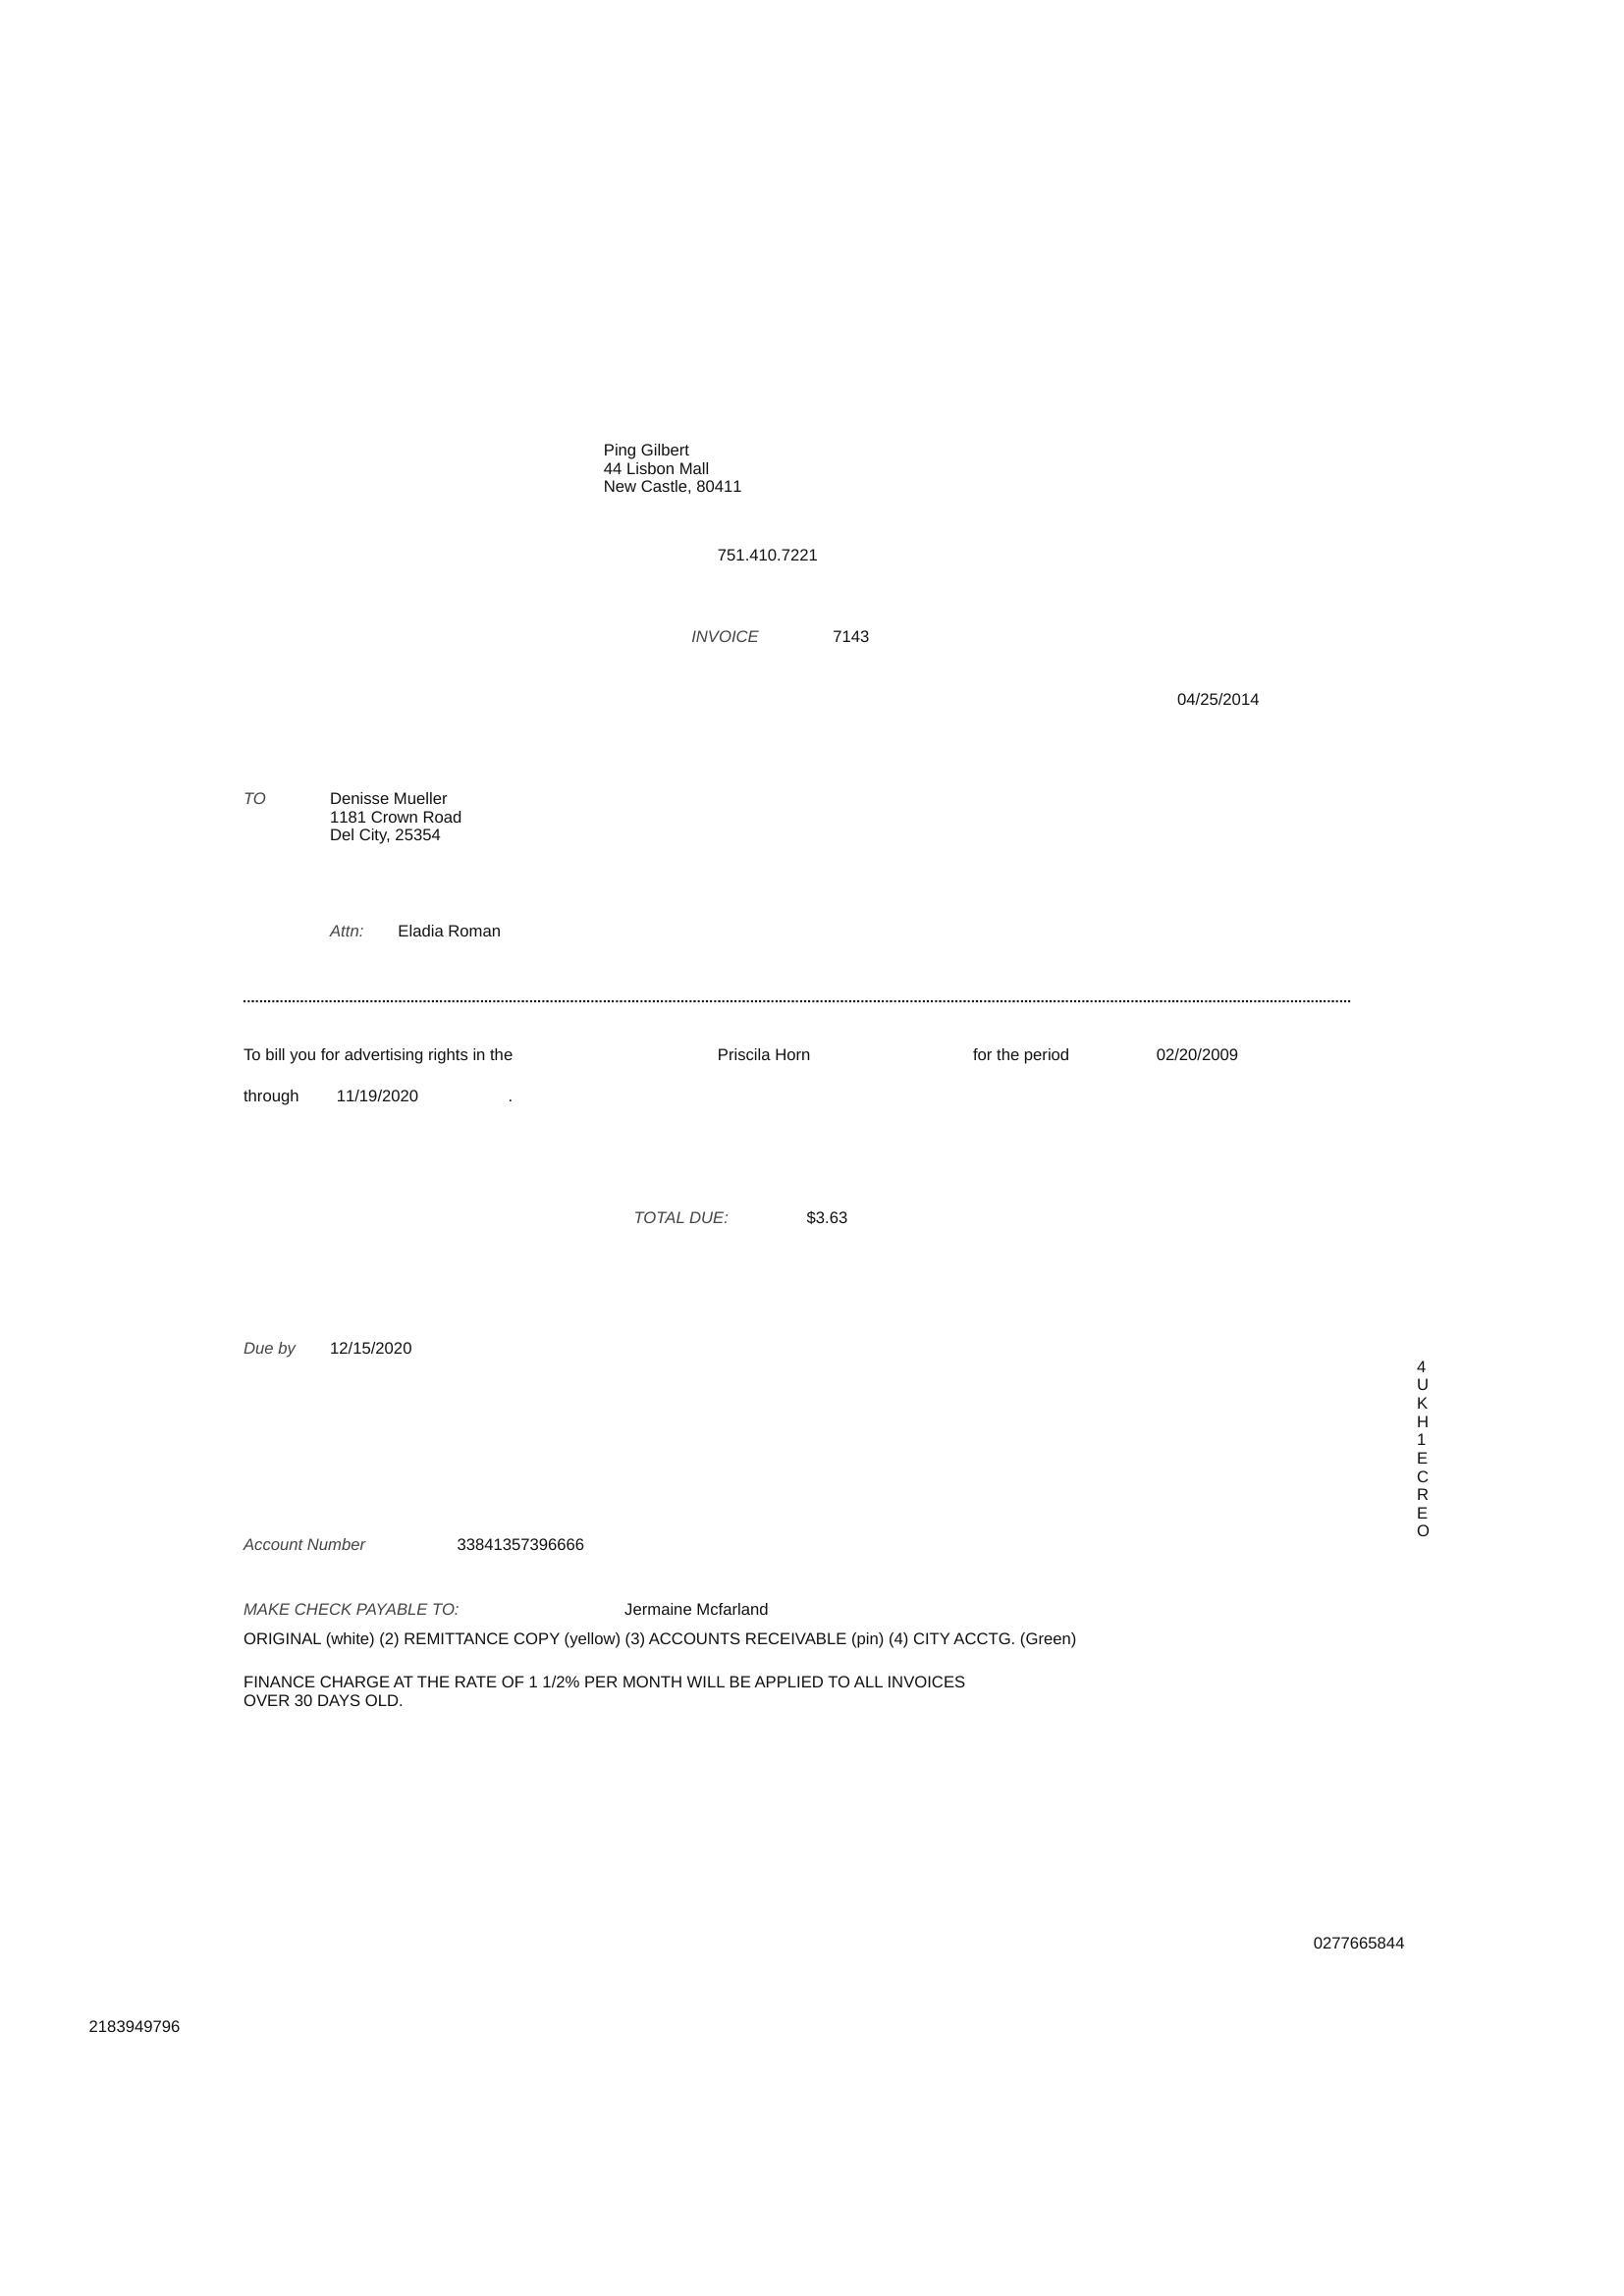 Ping Gilbert
44 Lisbon Mall
New Castle, 80411
751.410.7221
INVOICE 7143
04/25/2014
TO Denisse Mueller
1181 Crown Road
Del City, 25354
Attn: Eladia Roman
To bill you for advertising rights in the Priscila Horn for the period 02/20/2009
through 11/19/2020 .
TOTAL DUE: $3.63
Due by 12/15/2020
4
U
K
H
1
E
C
R
E
O
Account Number 33841357396666
MAKE CHECK PAYABLE TO: Jermaine Mcfarland
ORIGINAL (white) (2) REMITTANCE COPY (yellow) (3) ACCOUNTS RECEIVABLE (pin) (4) CITY ACCTG. (Green)
FINANCE CHARGE AT THE RATE OF 1 1/2% PER MONTH WILL BE APPLIED TO ALL INVOICES
OVER 30 DAYS OLD.
0277665844
2183949796